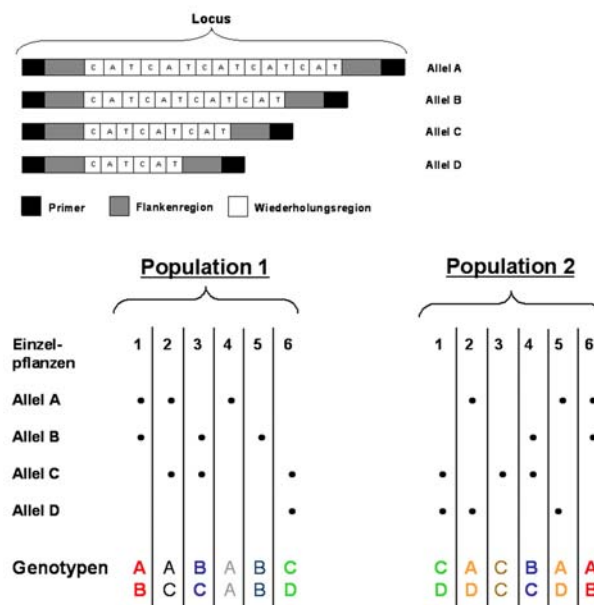 Locus
C A T C A T C A T C A T C A T Allel A
C A T C A T C A T C A T Allel B
C A T C A T C A T Allel C
C A T C A T Allel D
Primer Flankenregion Wiederholungsregion
Population 1 Population 2
Einzel- 1 2 3 4 5 6 1 2 3 4 5 6
pflanzen
Allel A
Allel B
Allel C
Allel D
Genotypen A A B A B C C A C B A A
B C C A B D D D C C D B